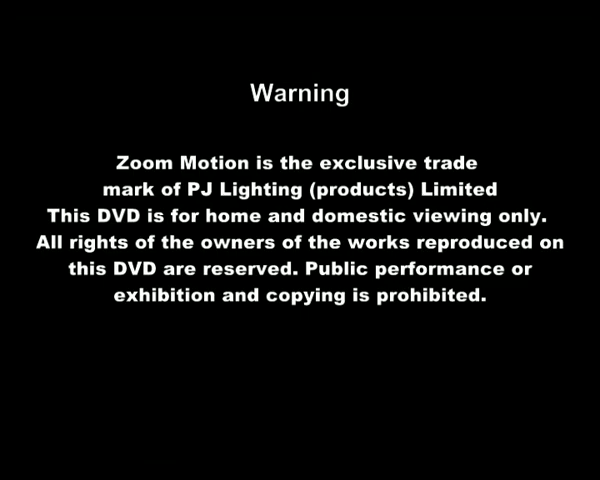 Warning
Zoom Motion is the exclusive trade
mark of PJ Lighting (products) Limited
This DVD is for home and domestic viewing only.
All rights of the owners of the works reproduced on
this DVD are reserved. Public performance or
exhibition and copying is prohibited.